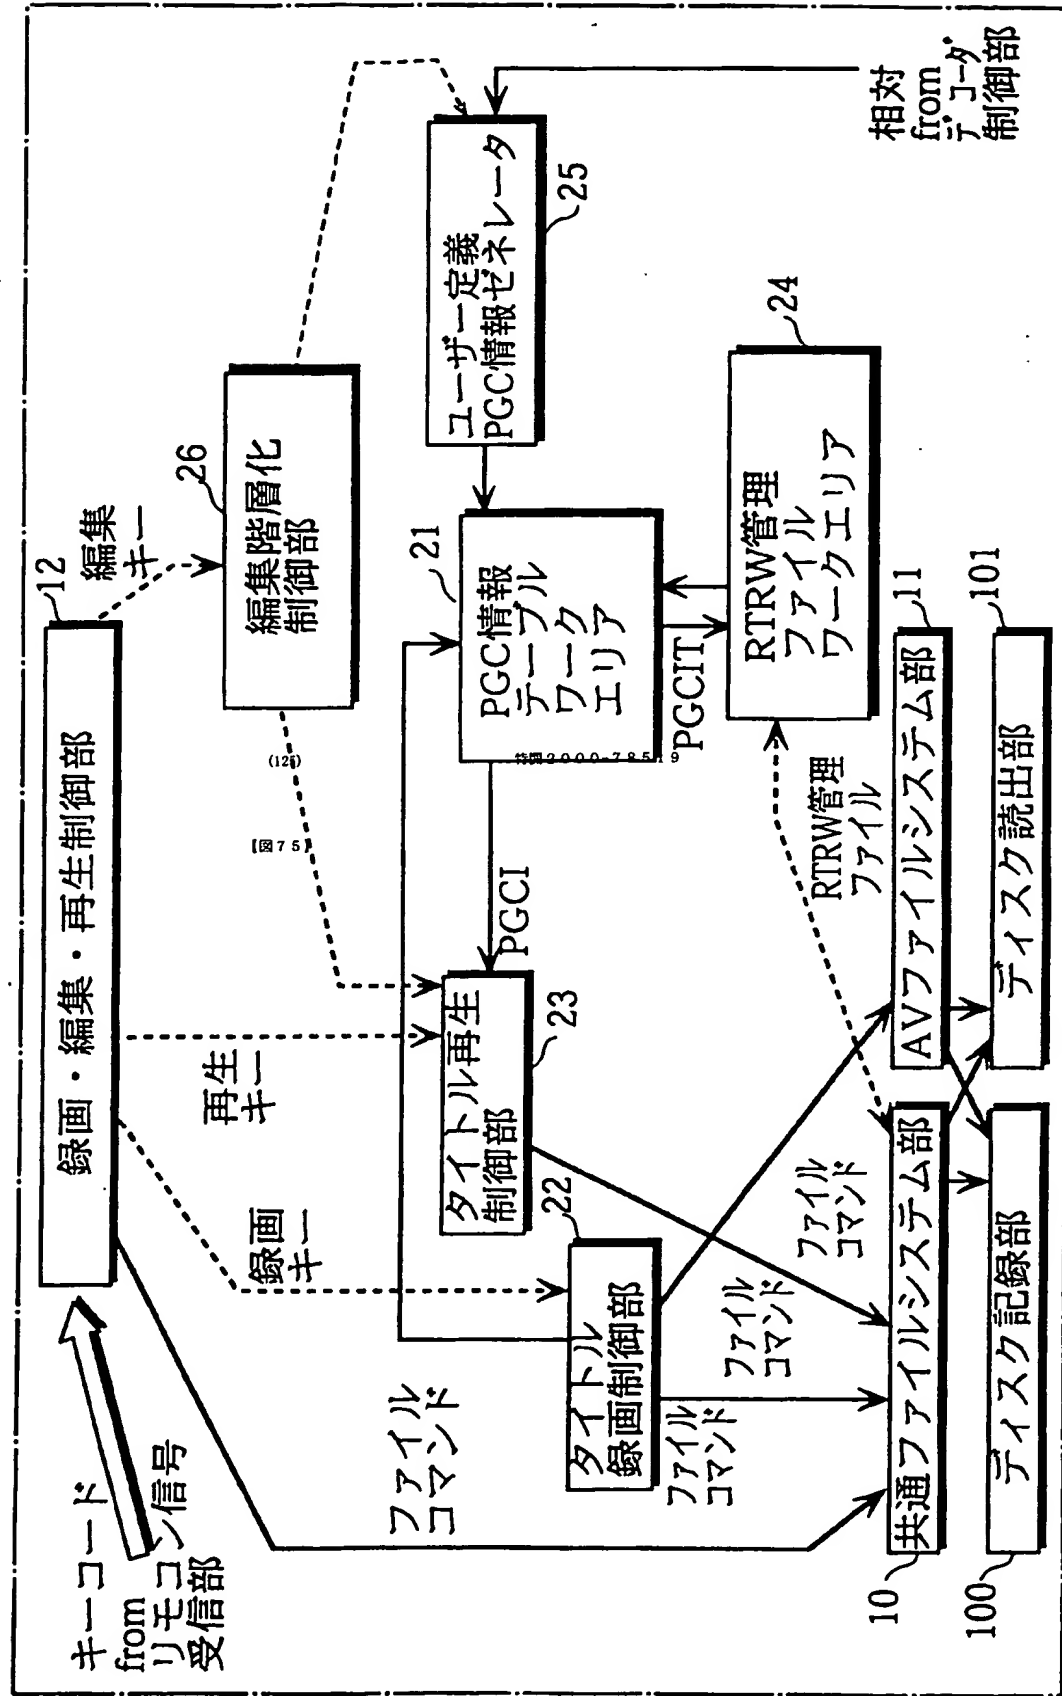 キーコード
from
リモコン信号
受信部
録画・編集・再生制御部
12
編集
キー
再生
キー
録画
キー
ファイル
コマンド
26
編集階層化
制御部
ユーザー定義
PGC情報ゼネレータ
25
相対
from
デコーダ
制御部
21
PGC情報
テーブル
ワーク
エリア
PGCI
タイトル再生
制御部
23
22
タイトル
録画制御部
PGCIT
24
RTRW管理
ファイル
ワークエリア
RTRW管理
ファイル
ファイル
コマンド
ファイル
コマンド
ファイル
コマンド
10
共通ファイルシステム部
AVファイルシステム部
11
100
ディスク記録部
ディスク読出部
101
【図75】
特開2000-78519